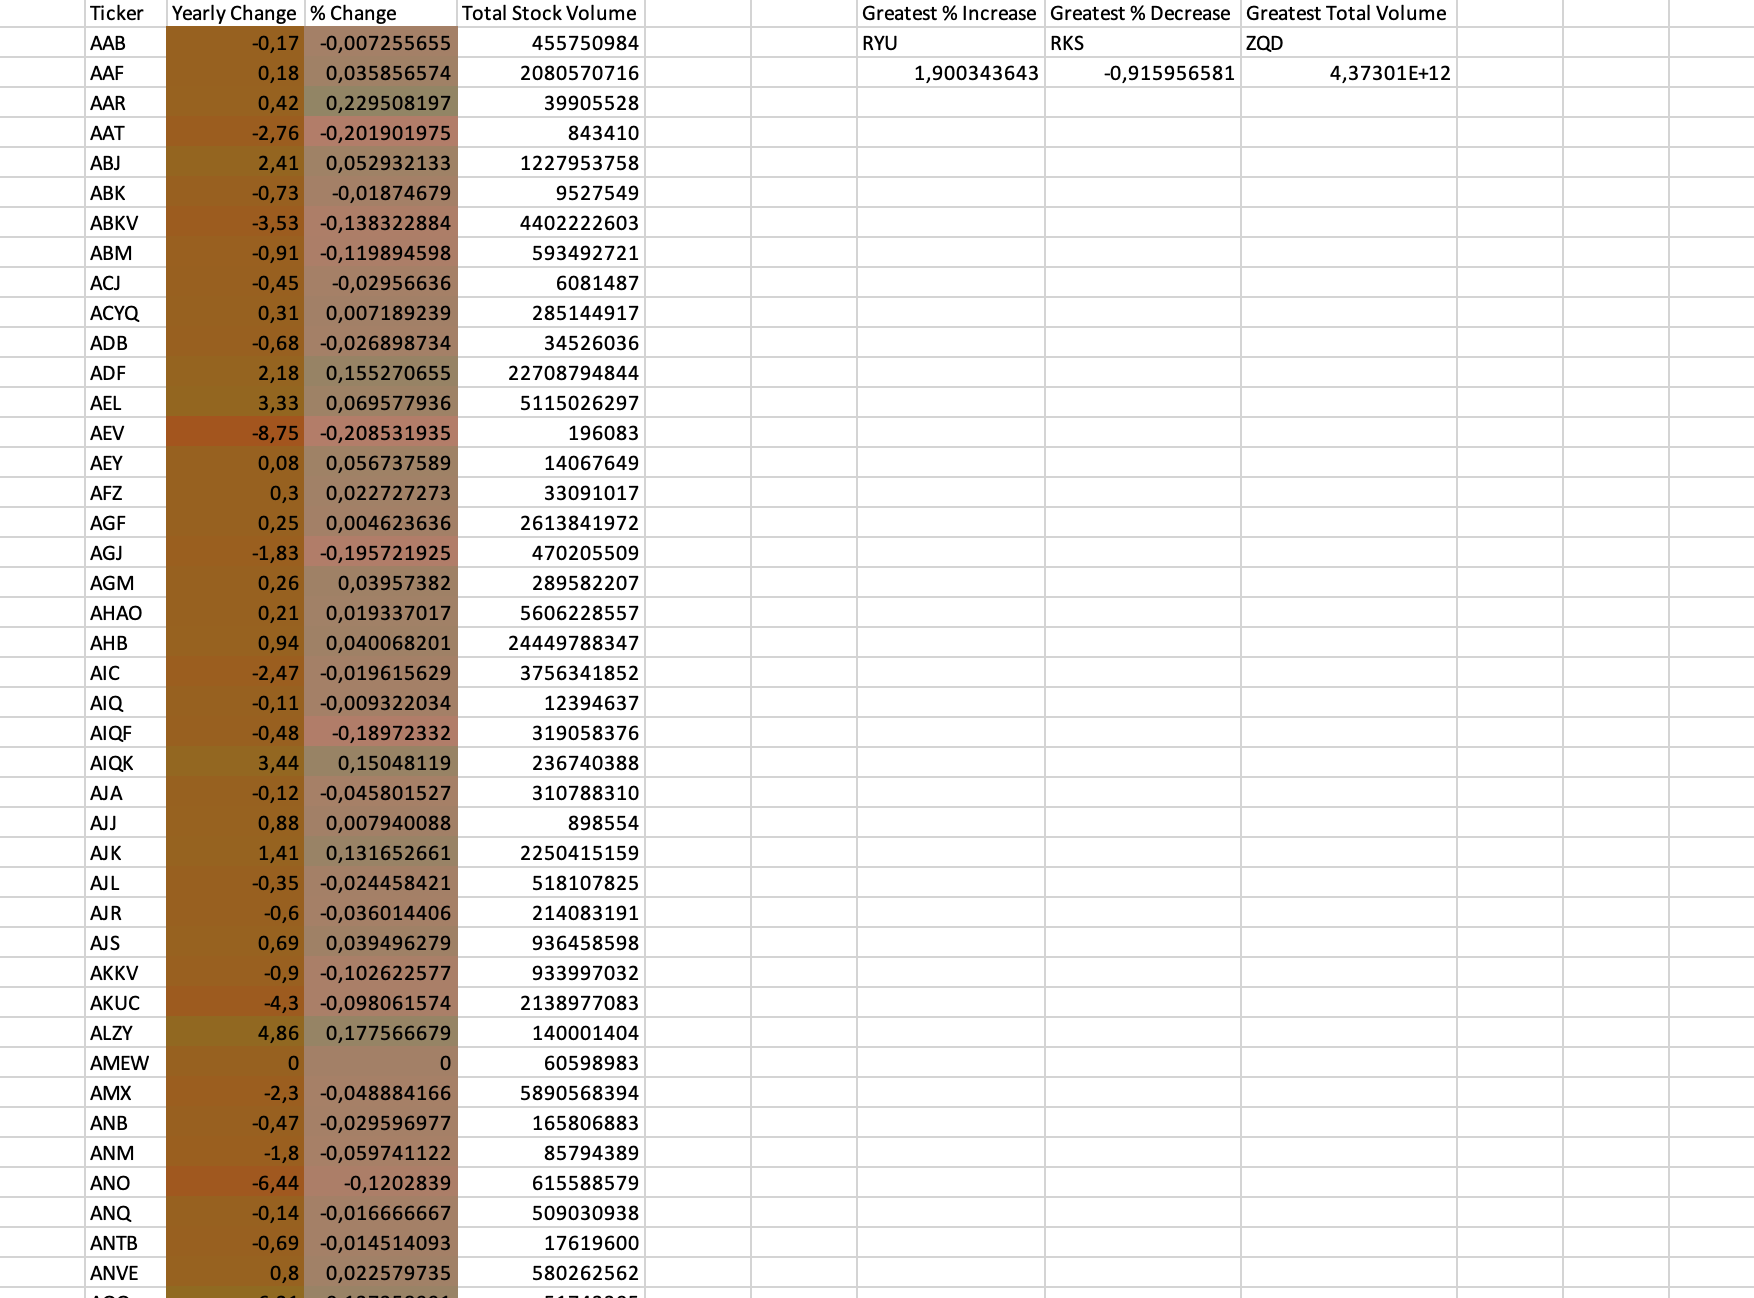 Ticker Yearly Change % Change Total Stock Volume Greatest % Increase Greatest % Decrease Greatest Total Volume
AAB -0,17 -0,007255655 455750984 RYU RKS ZQD
AAF 0,18 0,035856574 2080570716 1,900343643 -0,915956581 4,37301E+12
AAR 0,42 0,229508197 39905528
AAT -2,76 -0,201901975 843410
ABJ 2,41 0,052932133 1227953758
ABK -0,73 -0,01874679 9527549
ABKV -3,53 -0,138322884 4402222603
ABM -0,91 -0,119894598 593492721
ACJ -0,45 -0,02956636 6081487
ACYQ 0,31 0,007189239 285144917
ADB -0,68 -0,026898734 34526036
ADF 2,18 0,155270655 22708794844
AEL 3,33 0,069577936 5115026297
AEV -8,75 -0,208531935 196083
AEY 0,08 0,056737589 14067649
AFZ 0,3 0,022727273 33091017
AGF 0,25 0,004623636 2613841972
AGJ -1,83 -0,195721925 470205509
AGM 0,26 0,03957382 289582207
AHAO 0,21 0,019337017 5606228557
AHB 0,94 0,040068201 24449788347
AIC -2,47 -0,019615629 3756341852
AIQ -0,11 -0,009322034 12394637
AIQF -0,48 -0,18972332 319058376
AIQK 3,44 0,15048119 236740388
AJA -0,12 -0,045801527 310788310
AJJ 0,88 0,007940088 898554
AJK 1,41 0,131652661 2250415159
AJL -0,35 -0,024458421 518107825
AJR -0,6 -0,036014406 214083191
AJS 0,69 0,039496279 936458598
AKKV -0,9 -0,102622577 933997032
AKUC -4,3 -0,098061574 2138977083
ALZY 4,86 0,177566679 140001404
AMEW 0 0 60598983
AMX -2,3 -0,048884166 5890568394
ANB -0,47 -0,029596977 165806883
ANM -1,8 -0,059741122 85794389
ANO -6,44 -0,1202839 615588579
ANQ -0,14 -0,016666667 509030938
ANTB -0,69 -0,014514093 17619600
ANVE 0,8 0,022579735 580262562